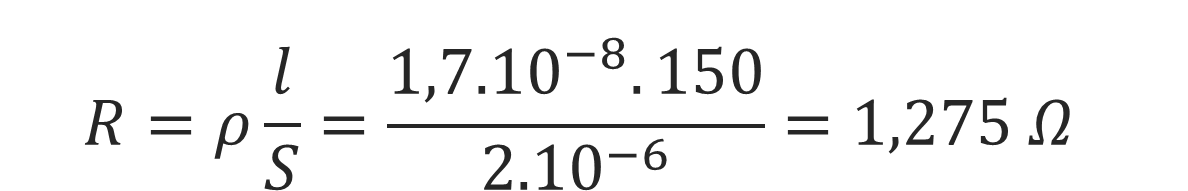 R = ρ l/S = 1,7.10⁻⁸.150/2.10⁻⁶ = 1,275 Ω